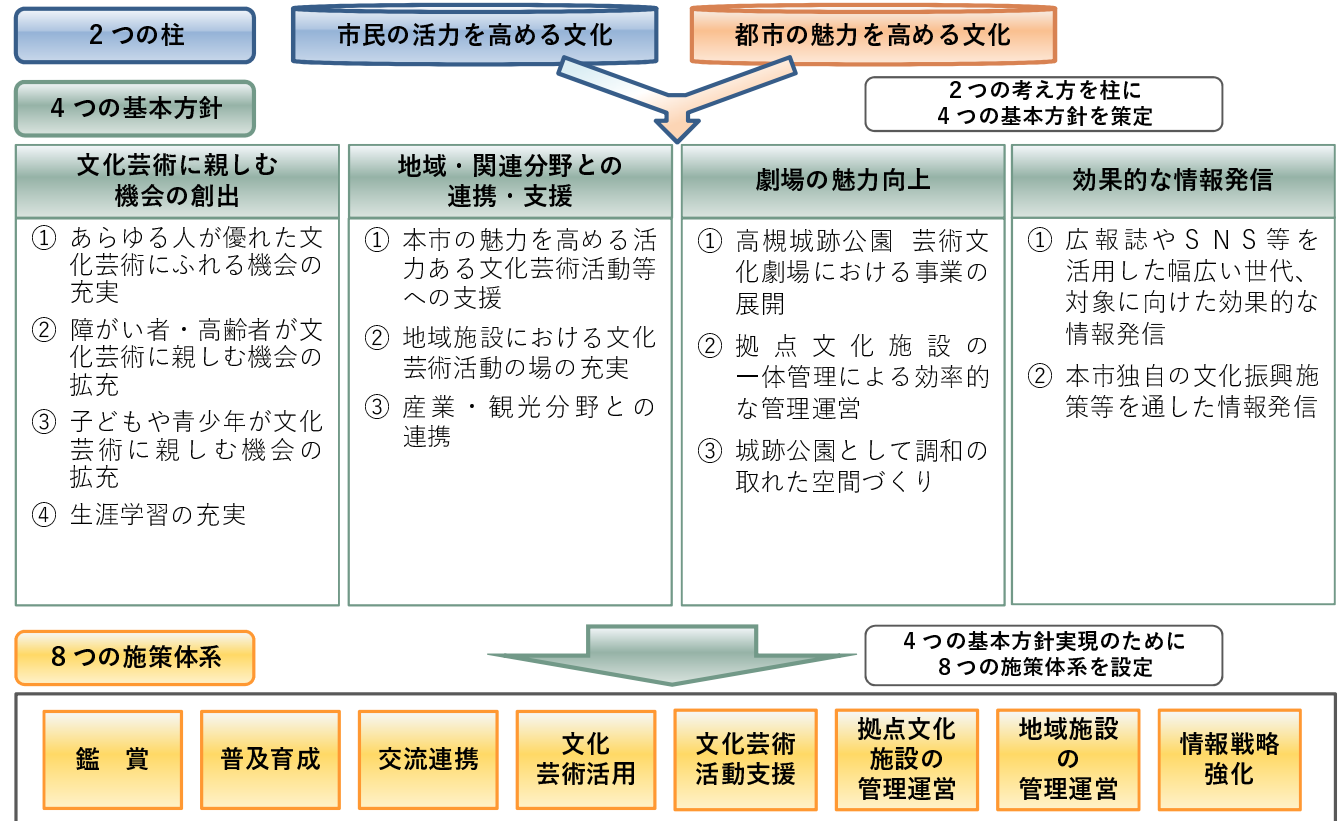 2つの柱
市民の活力を高める文化
都市の魅力を高める文化
4つの基本方針
2つの考え方を柱に
4つの基本方針を策定
文化芸術に親しむ
機会の創出
① あらゆる人が優れた文
化芸術にふれる機会の
充実
② 障がい者・高齢者が文
化芸術に親しむ機会の
拡充
③ 子どもや青少年が文化
芸術に親しむ機会の
拡充
④ 生涯学習の充実
地域・関連分野との
連携・支援
① 本市の魅力を高める活
力ある文化芸術活動等
への支援
② 地域施設における文化
芸術活動の場の充実
③ 産業・観光分野との
連携
劇場の魅力向上
① 高槻城跡公園 芸術文
化劇場における事業の
展開
② 拠点文化施設の
一体管理による効率的
な管理運営
③ 城跡公園として調和の
取れた空間づくり
効果的な情報発信
① 広報誌やSNS等を
活用した幅広い世代、
対象に向けた効果的な
情報発信
② 本市独自の文化振興施
策等を通した情報発信
8つの施策体系
4つの基本方針実現のために
8つの施策体系を設定
鑑 賞
普及育成
交流連携
文化
芸術活用
文化芸術
活動支援
拠点文化
施設の
管理運営
地域施設
の
管理運営
情報戦略
強化